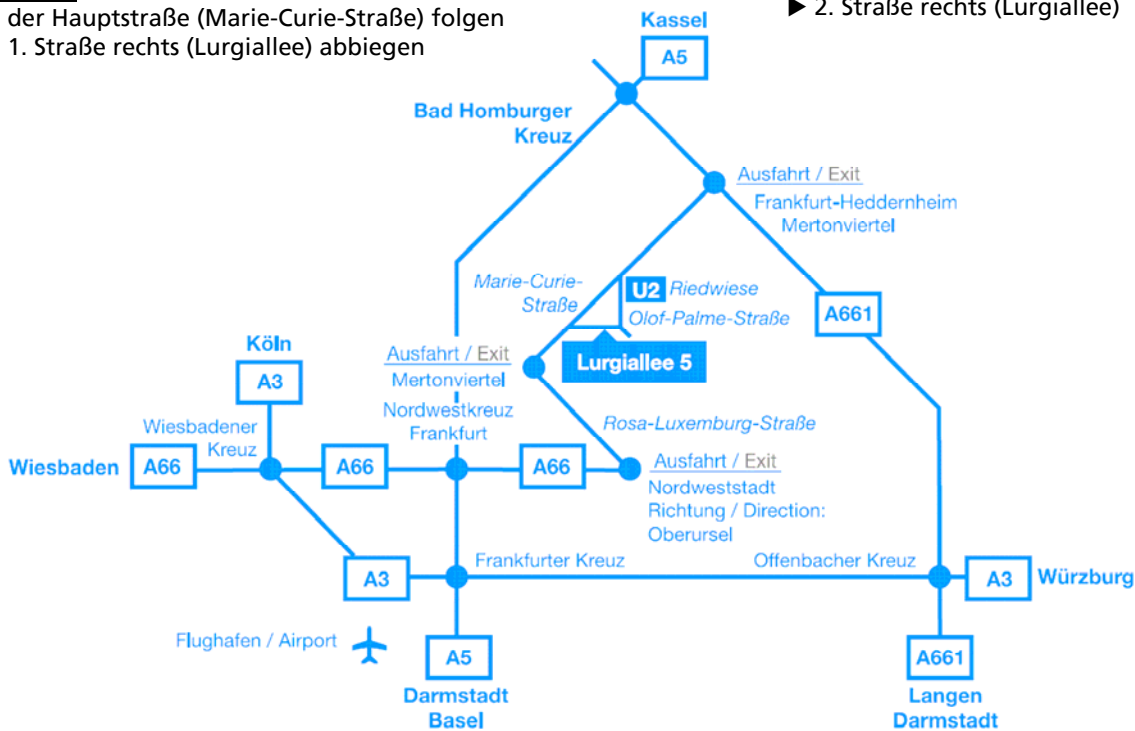 der Hauptstraße (Marie-Curie-Straße) folgen
1. Straße rechts (Lurgiallee) abbiegen
▶ 2. Straße rechts (Lurgiallee)
Kassel
A5
Bad Homburger
Kreuz
Ausfahrt / Exit
Frankfurt-Heddernheim
Mertonviertel
Marie-Curie-
Straße
U2 Riedwiese
Olof-Palme-Straße
A661
Lurgiallee 5
Köln
A3
Ausfahrt / Exit
Mertonviertel
Nordwestkreuz
Frankfurt
Rosa-Luxemburg-Straße
Wiesbadener
Kreuz
Wiesbaden
A66
A66
A66
Ausfahrt / Exit
Nordweststadt
Richtung / Direction:
Oberursel
Frankfurter Kreuz
Offenbacher Kreuz
A3
A3
Würzburg
Flughafen / Airport
A5
Darmstadt
Basel
A661
Langen
Darmstadt